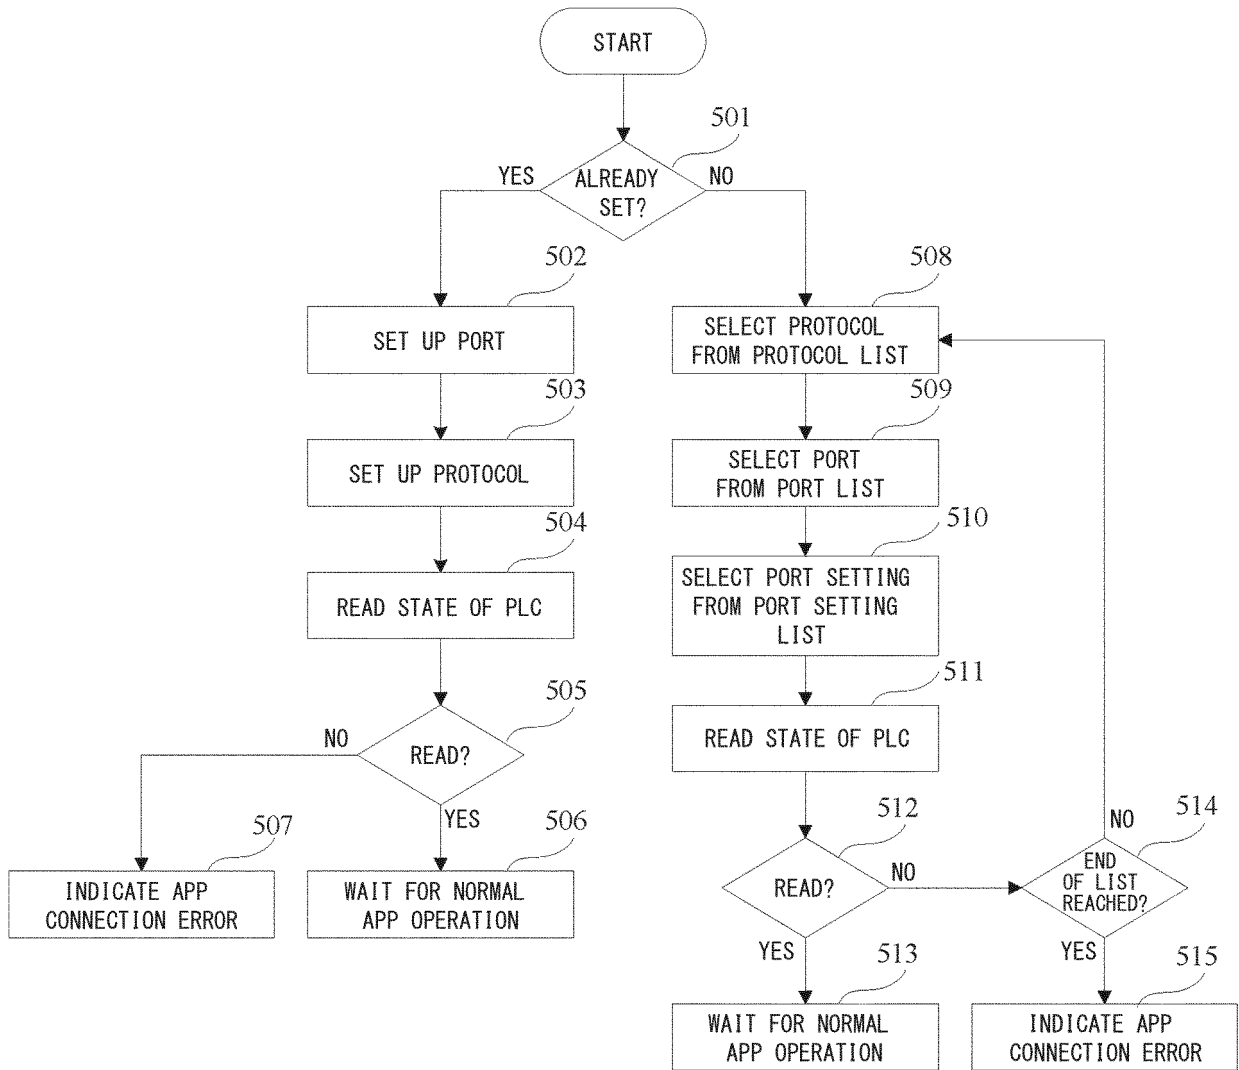 START
501
YES
ALREADY
SET?
NO
502
SET UP PORT
503
SET UP PROTOCOL
504
READ STATE OF PLC
505
NO
READ?
YES
507
INDICATE APP
CONNECTION ERROR
506
WAIT FOR NORMAL
APP OPERATION
508
SELECT PROTOCOL
FROM PROTOCOL LIST
509
SELECT PORT
FROM PORT LIST
510
SELECT PORT SETTING
FROM PORT SETTING
LIST
511
READ STATE OF PLC
512
READ?
NO
YES
513
WAIT FOR NORMAL
APP OPERATION
NO
514
END
OF LIST
REACHED?
YES
515
INDICATE APP
CONNECTION ERROR